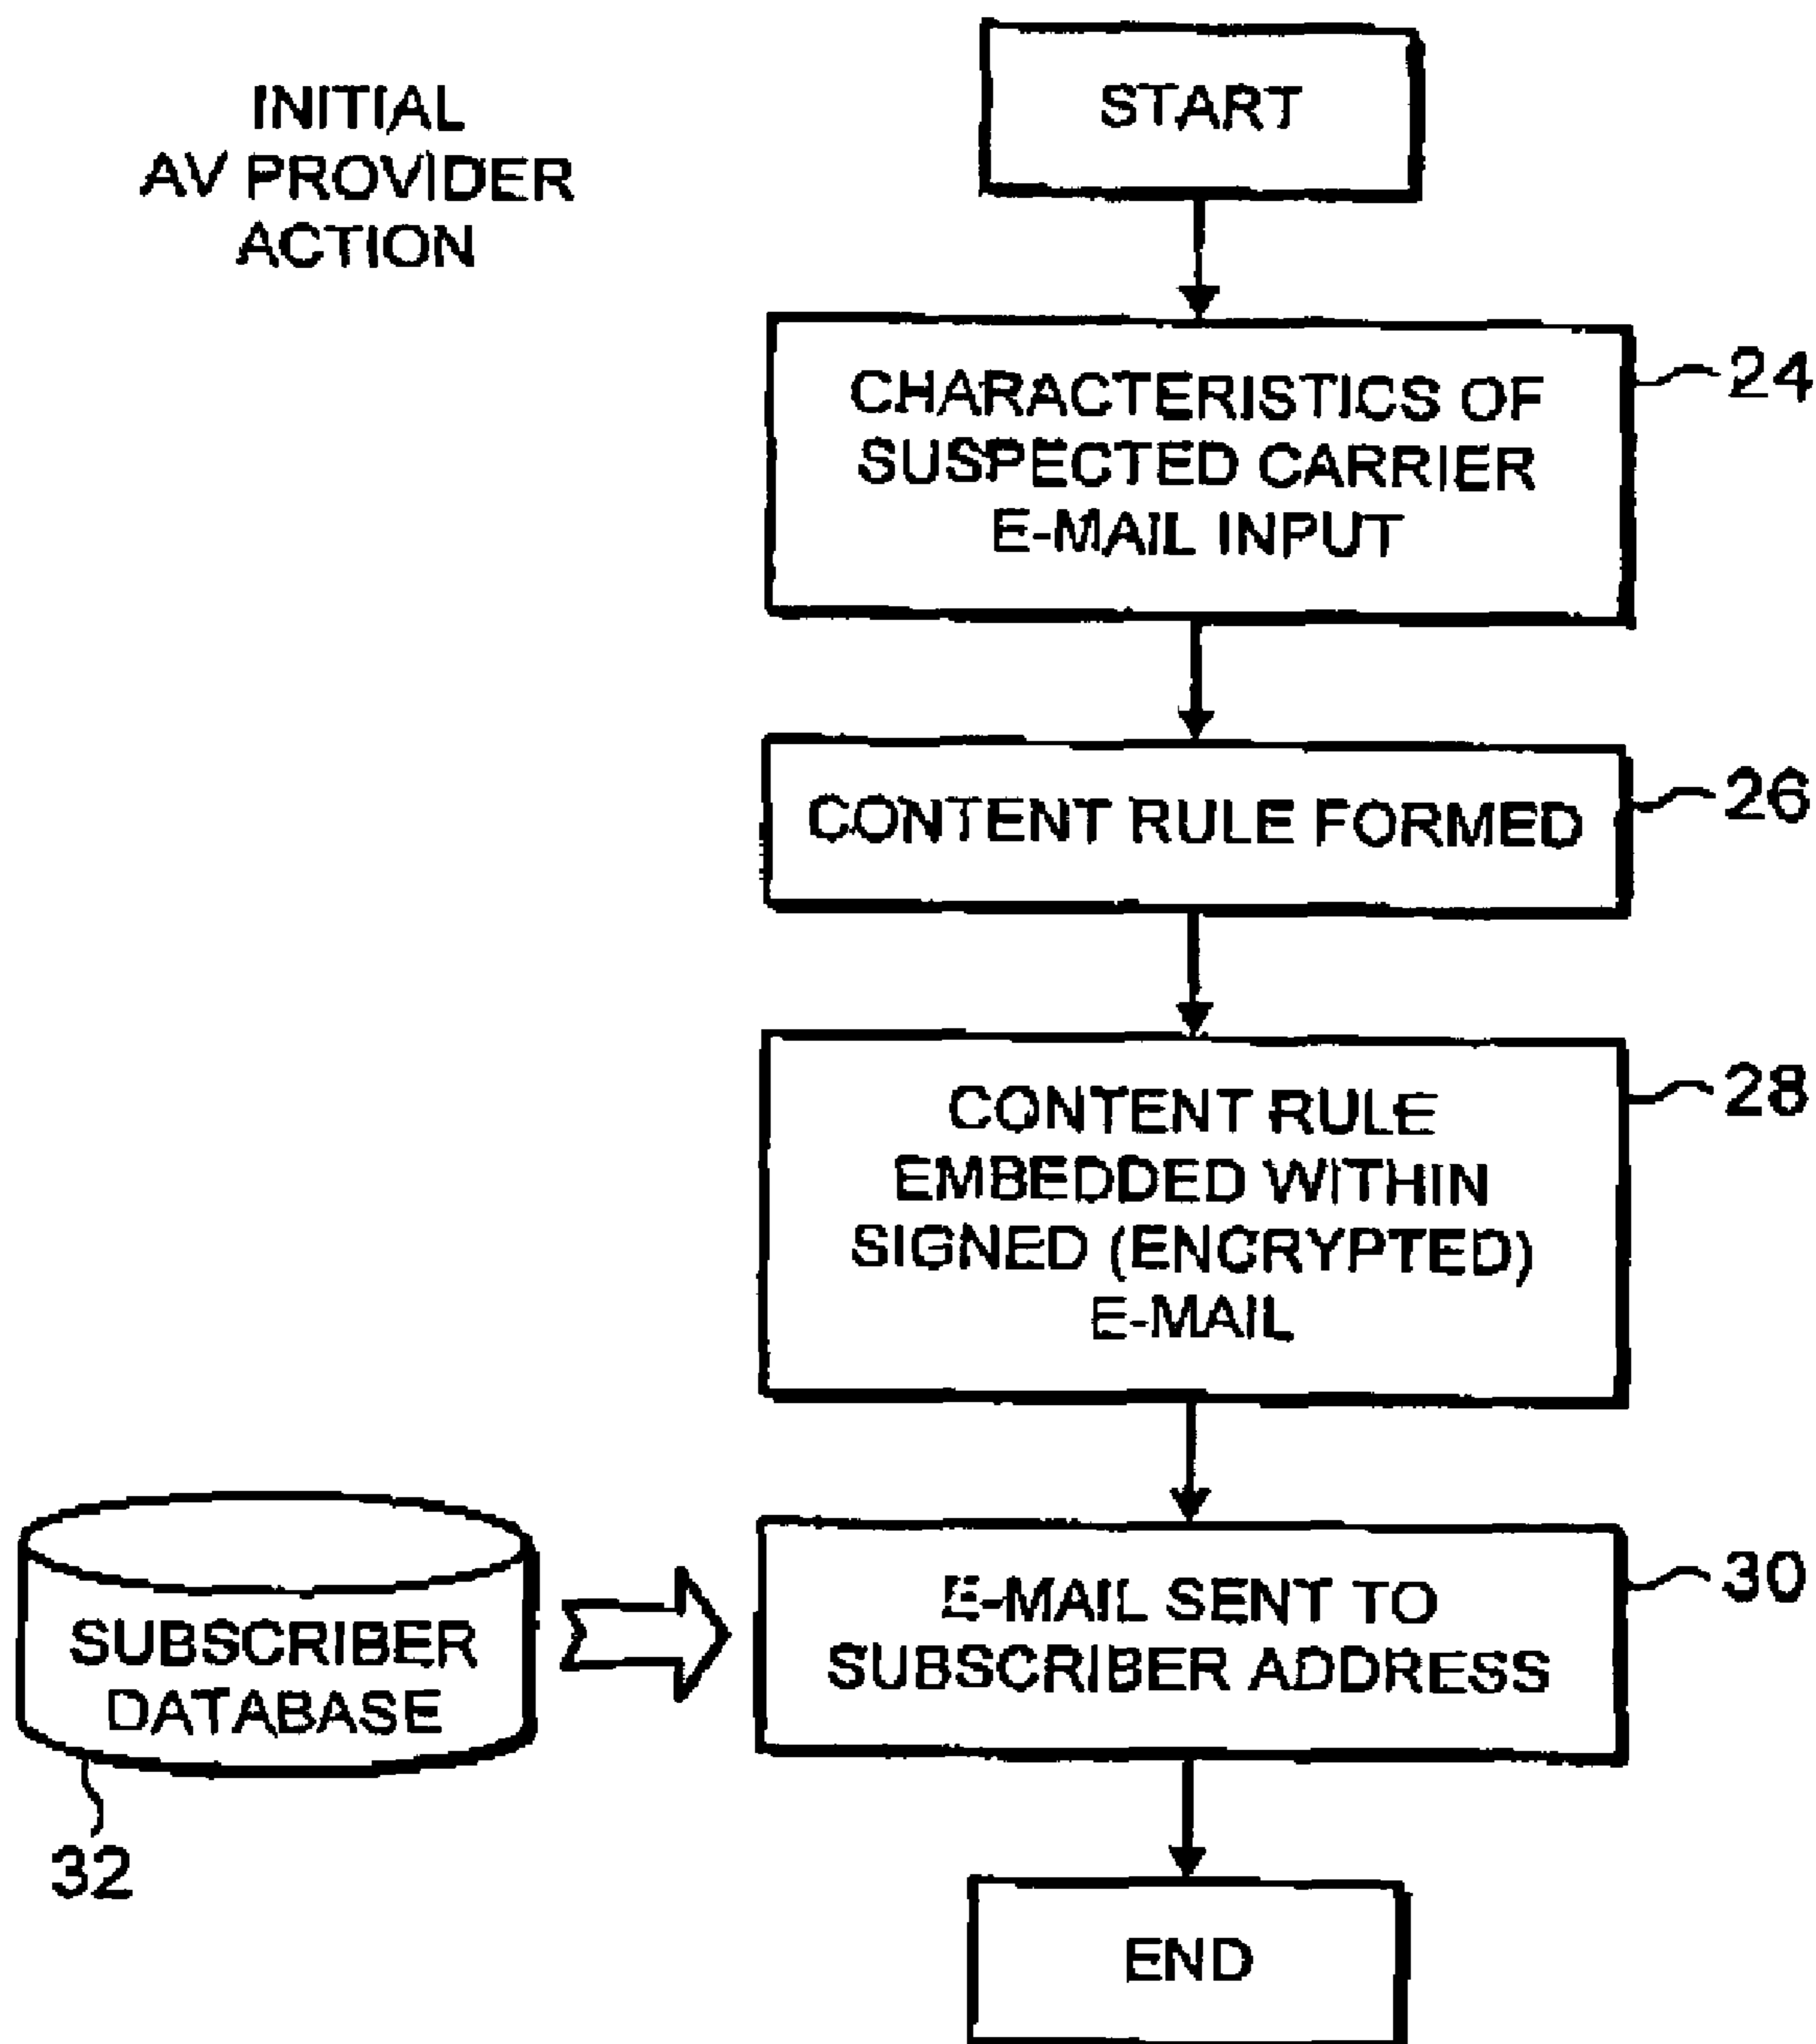 INITIAL
AV PROVIDER
ACTION
START
CHARACTERISTICS OF
SUSPECTED CARRIER
E-MAIL INPUT
24
CONTENT RULE FORMED
26
CONTENT RULE
EMBEDDED WITHIN
SIGNED (ENCRYPTED)
E-MAIL
28
SUBSCRIBER
DATABASE
32
E-MAIL SENT TO
SUBSCRIBER ADDRESS
30
END